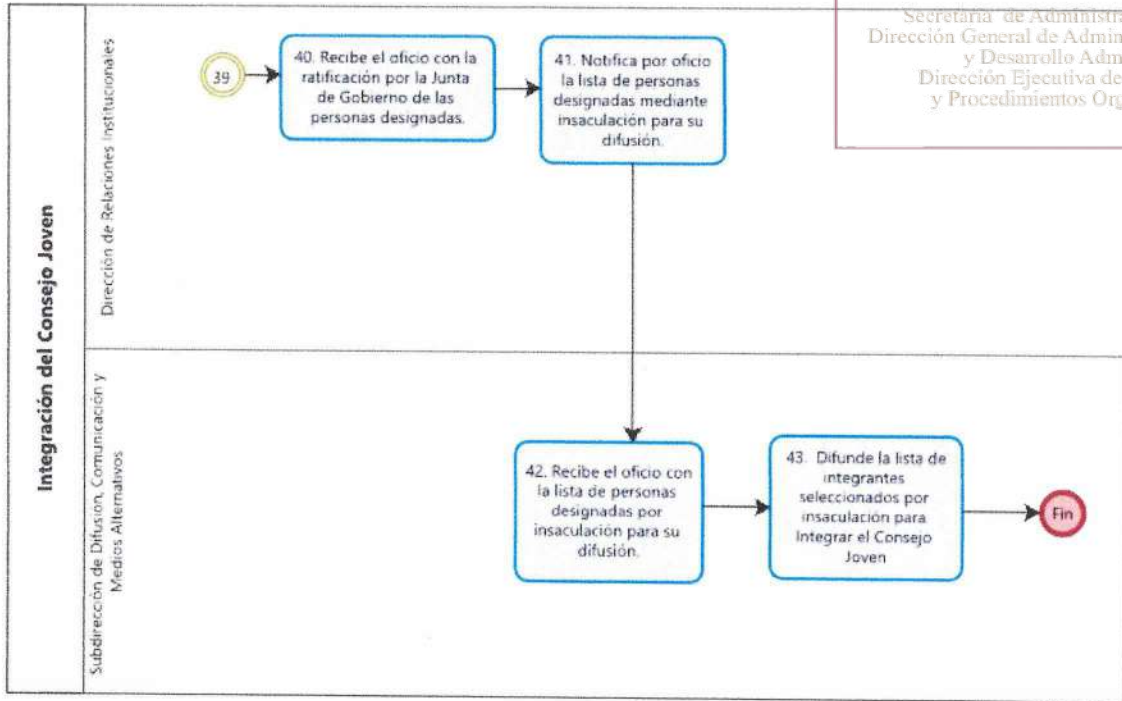 Secretaría de Administra
Dirección General de Admin
y Desarrollo Adm
Dirección Ejecutiva de
y Procedimientos Org
Integración del Consejo Joven
Dirección de Relaciones Institucionales
39
40. Recibe el oficio con la
ratificación por la Junta
de Gobierno de las
personas designadas.
41. Notifica por oficio
la lista de personas
designadas mediante
insaculación para su
difusión.
Subdirección de Difusión, Comunicación y
Medios Alternativos
42. Recibe el oficio con
la lista de personas
designadas por
insaculación para su
difusión.
43. Difunde la lista de
integrantes
seleccionados por
insaculación para
Integrar el Consejo
Joven
Fin